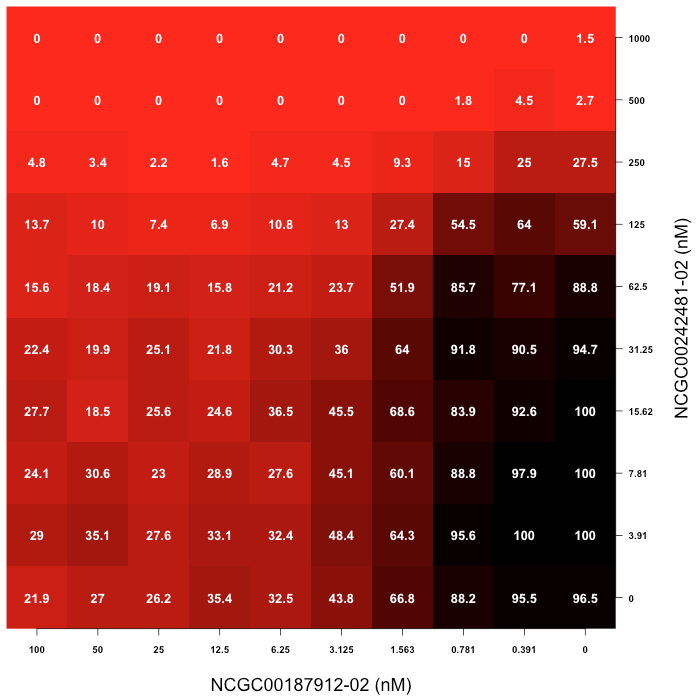 0 0 0 0 0 0 0 0 0 1.5 1000
0 0 0 0 0 0 0 1.8 4.5 2.7 500
4.8 3.4 2.2 1.6 4.7 4.5 9.3 15 25 27.5 250
13.7 10 7.4 6.9 10.8 13 27.4 54.5 64 59.1 125
15.6 18.4 19.1 15.8 21.2 23.7 51.9 85.7 77.1 88.8 62.5
22.4 19.9 25.1 21.8 30.3 36 64 91.8 90.5 94.7 31.25
27.7 18.5 25.6 24.6 36.5 45.5 68.6 83.9 92.6 100 15.62
24.1 30.6 23 28.9 27.6 45.1 60.1 88.8 97.9 100 7.81
29 35.1 27.6 33.1 32.4 48.4 64.3 95.6 100 100 3.91
21.9 27 26.2 35.4 32.5 43.8 66.8 88.2 95.5 96.5 0
100 50 25 12.5 6.25 3.125 1.563 0.781 0.391 0
NCGC00187912-02 (nM)
NCGC00242481-02 (nM)